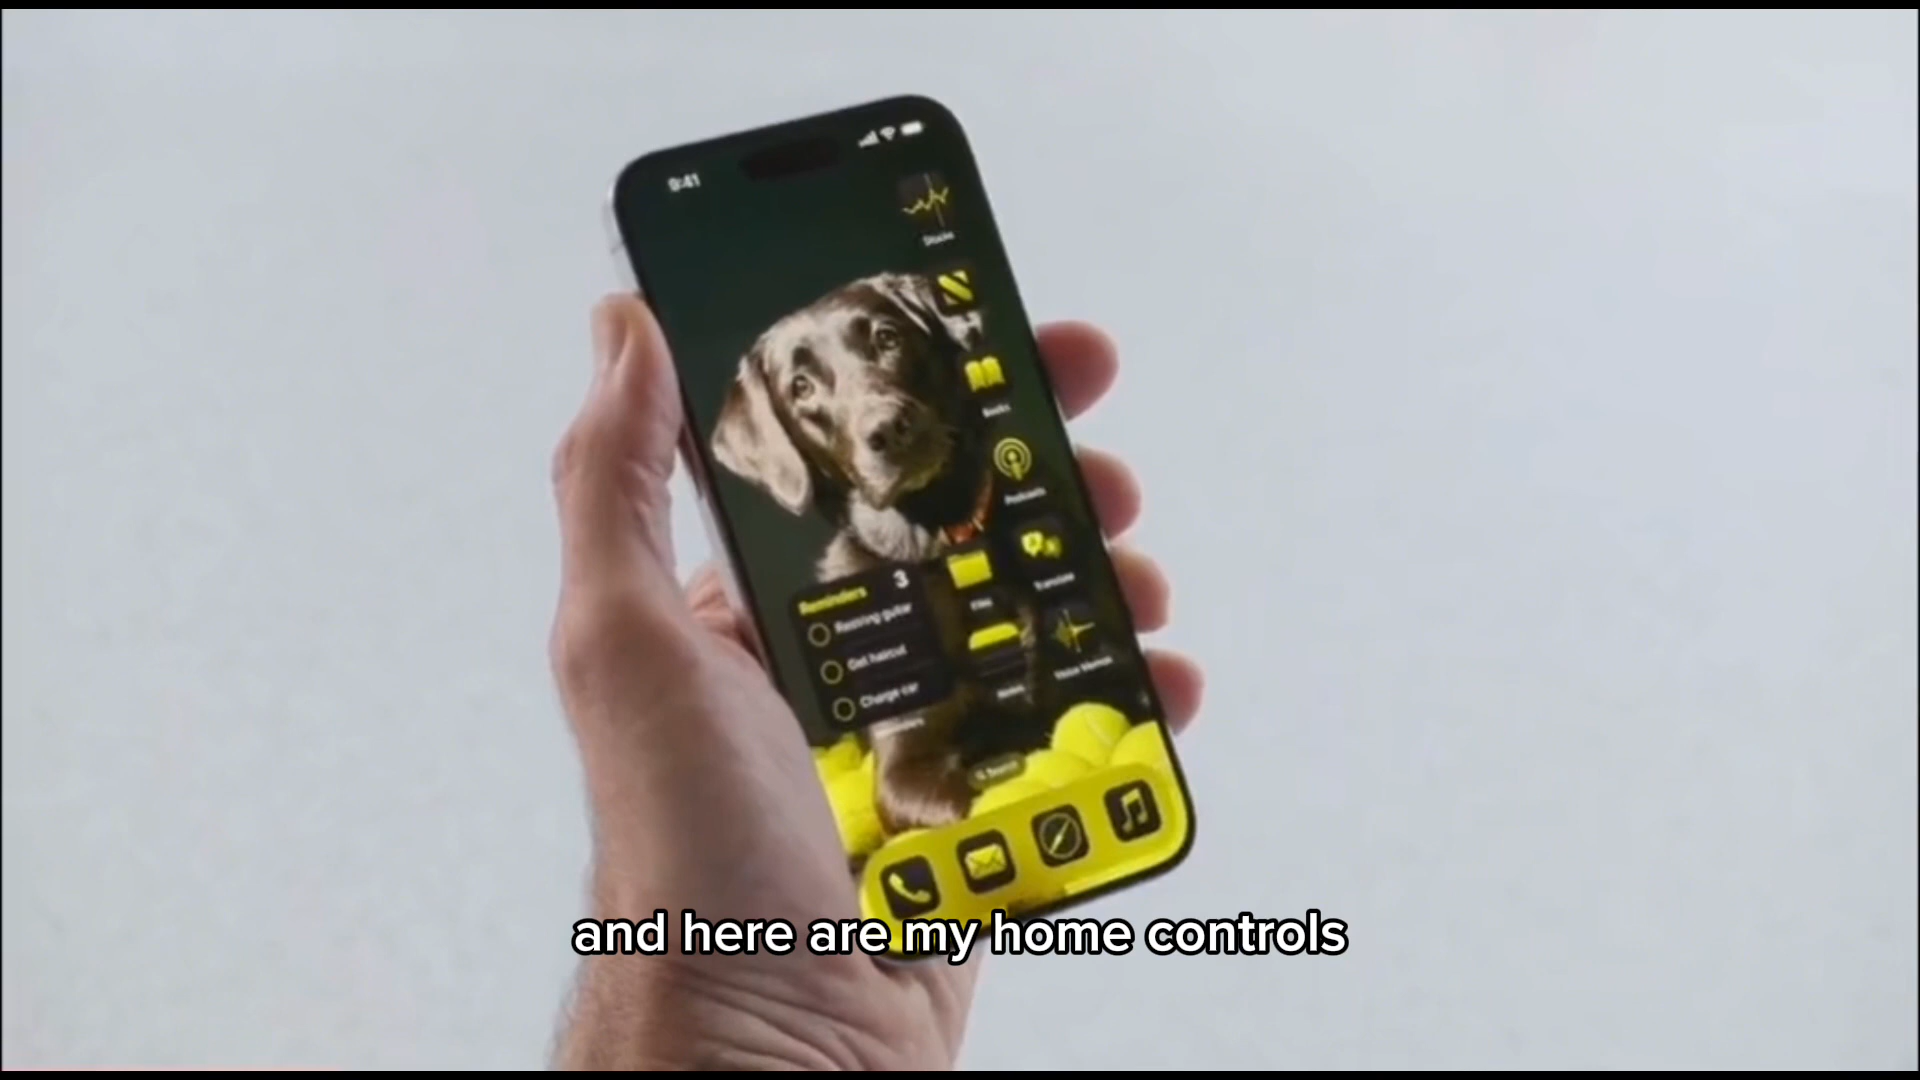 9:41
Stocks
Books
Podcasts
Reminders 3
Restring guitar
Get haircut
Charge car
Files
Translate
Notes
Voice Memos
Search
and here are my home controls